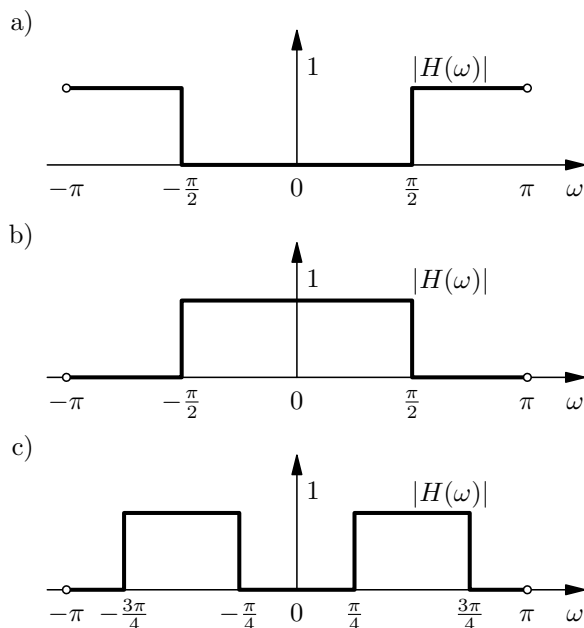 a)
1
|H(ω)|
−π −π/2 0 π/2 π ω
b)
1
|H(ω)|
−π −π/2 0 π/2 π ω
c)
1
|H(ω)|
−π −3π/4 −π/4 0 π/4 3π/4 π ω